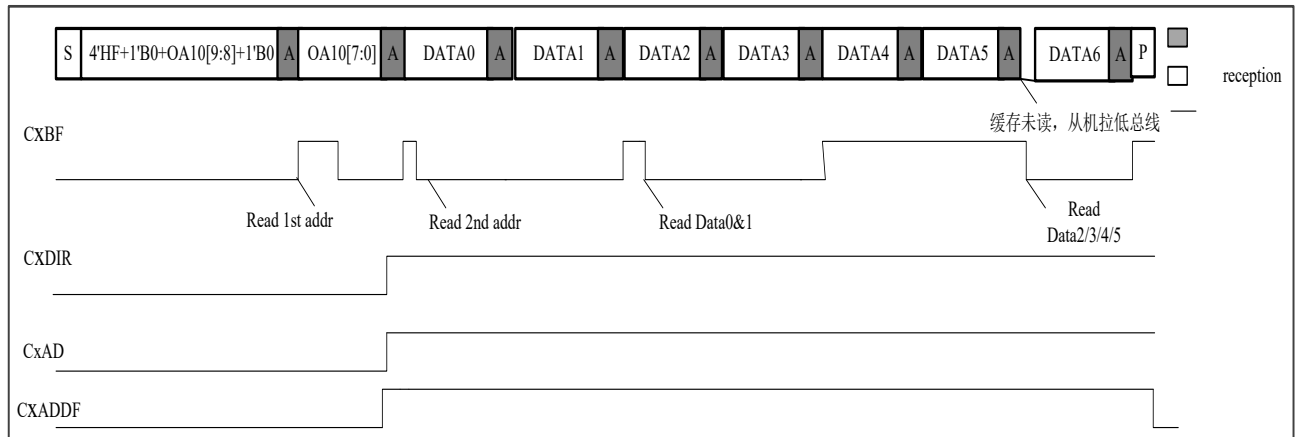 S 4'HF+1'B0+OA10[9:8]+1'B0 A OA10[7:0] A DATA0 A DATA1 A DATA2 A DATA3 A DATA4 A DATA5 A DATA6 A P
reception
缓存未读，从机拉低总线
CXBF
Read 1st addr
Read 2nd addr
Read Data0&1
Read
Data2/3/4/5
CXDIR
CxAD
CXADDF